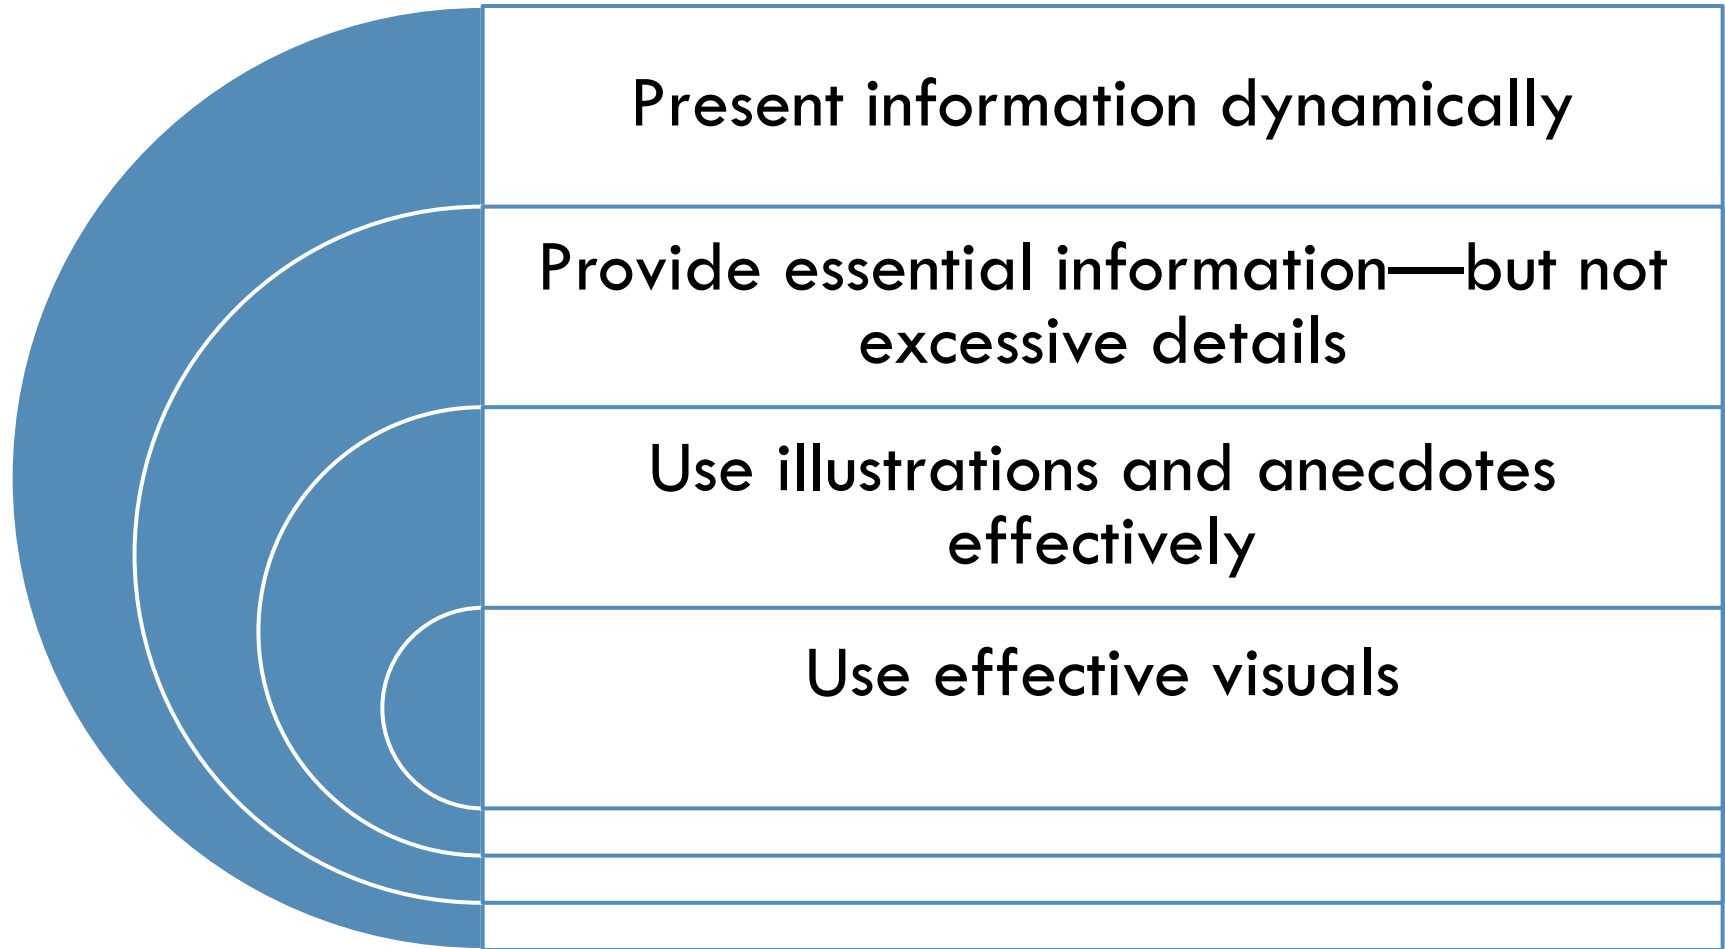 Present information dynamically
Provide essential information—but not
excessive details
Use illustrations and anecdotes
effectively
Use effective visuals